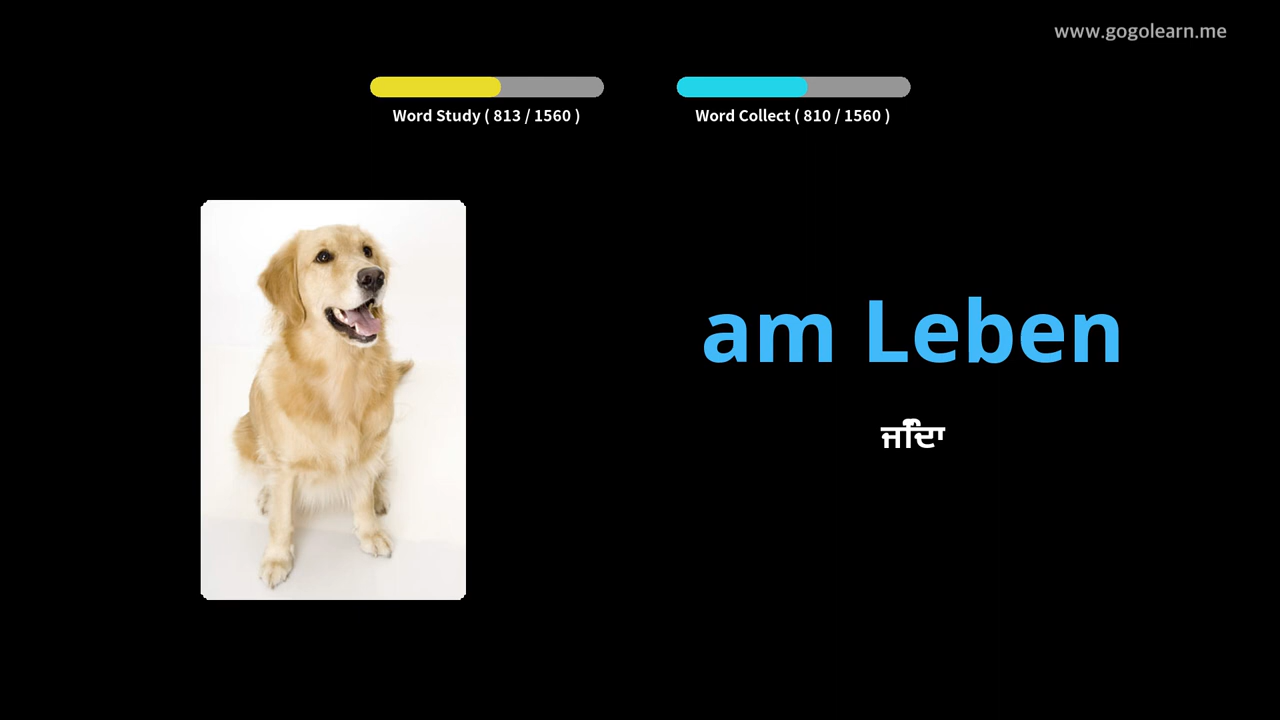 www.gogolearn.me
Word Study ( 813 / 1560 )
Word Collect ( 810 / 1560 )
am Leben
ਜ਼ਿੰਦਾ